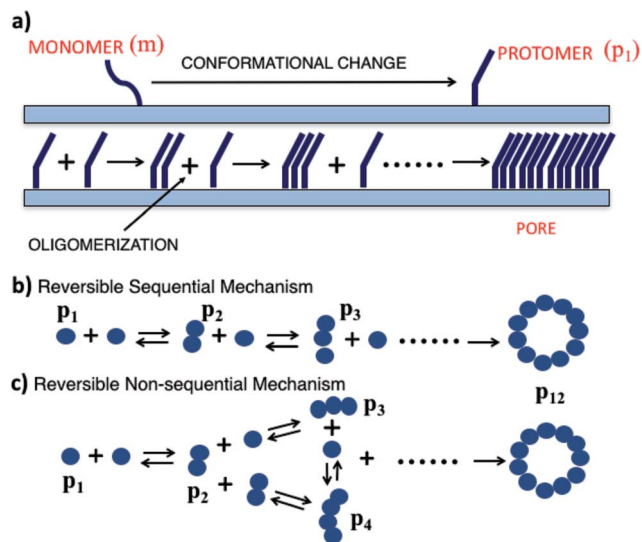 a)
MONOMER (m)
CONFORMATIONAL CHANGE
PROTOMER (p1)
+ + + ......
OLIGOMERIZATION
PORE
b) Reversible Sequential Mechanism
p1 p2 p3
+ + + ......
p12
c) Reversible Non-sequential Mechanism
p3
+ + + + ......
p1 p2 +
p4